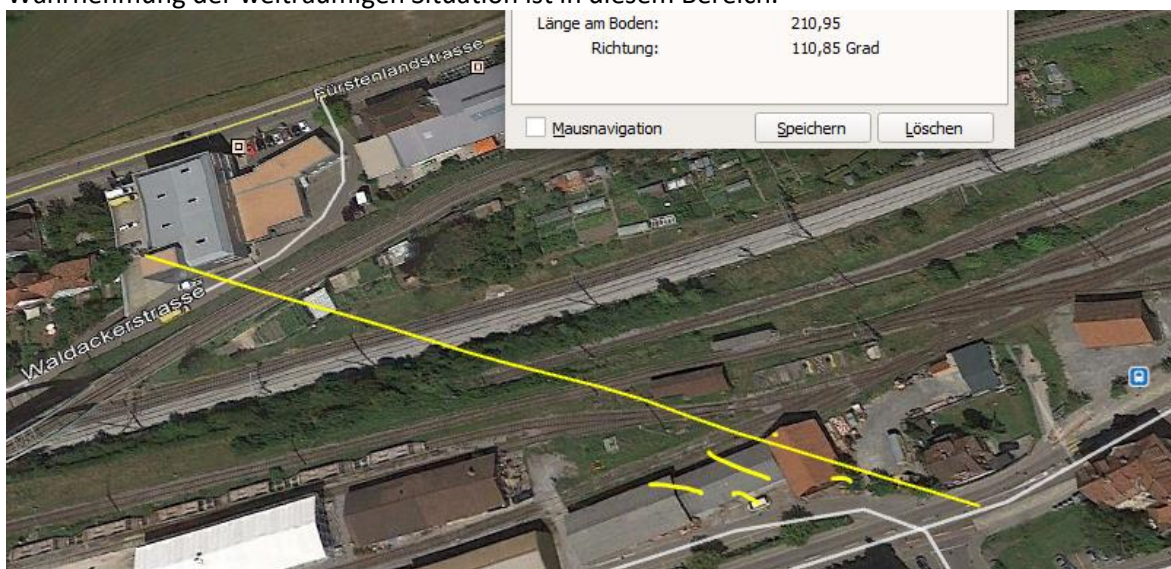 Wahrnehmung der weiträumigen Situation ist in diesem Bereich.
Länge am Boden: 210,95
Richtung: 110,85 Grad
Mausnavigation Speichern Löschen
Fürstenlandstrasse
Waldackerstrasse